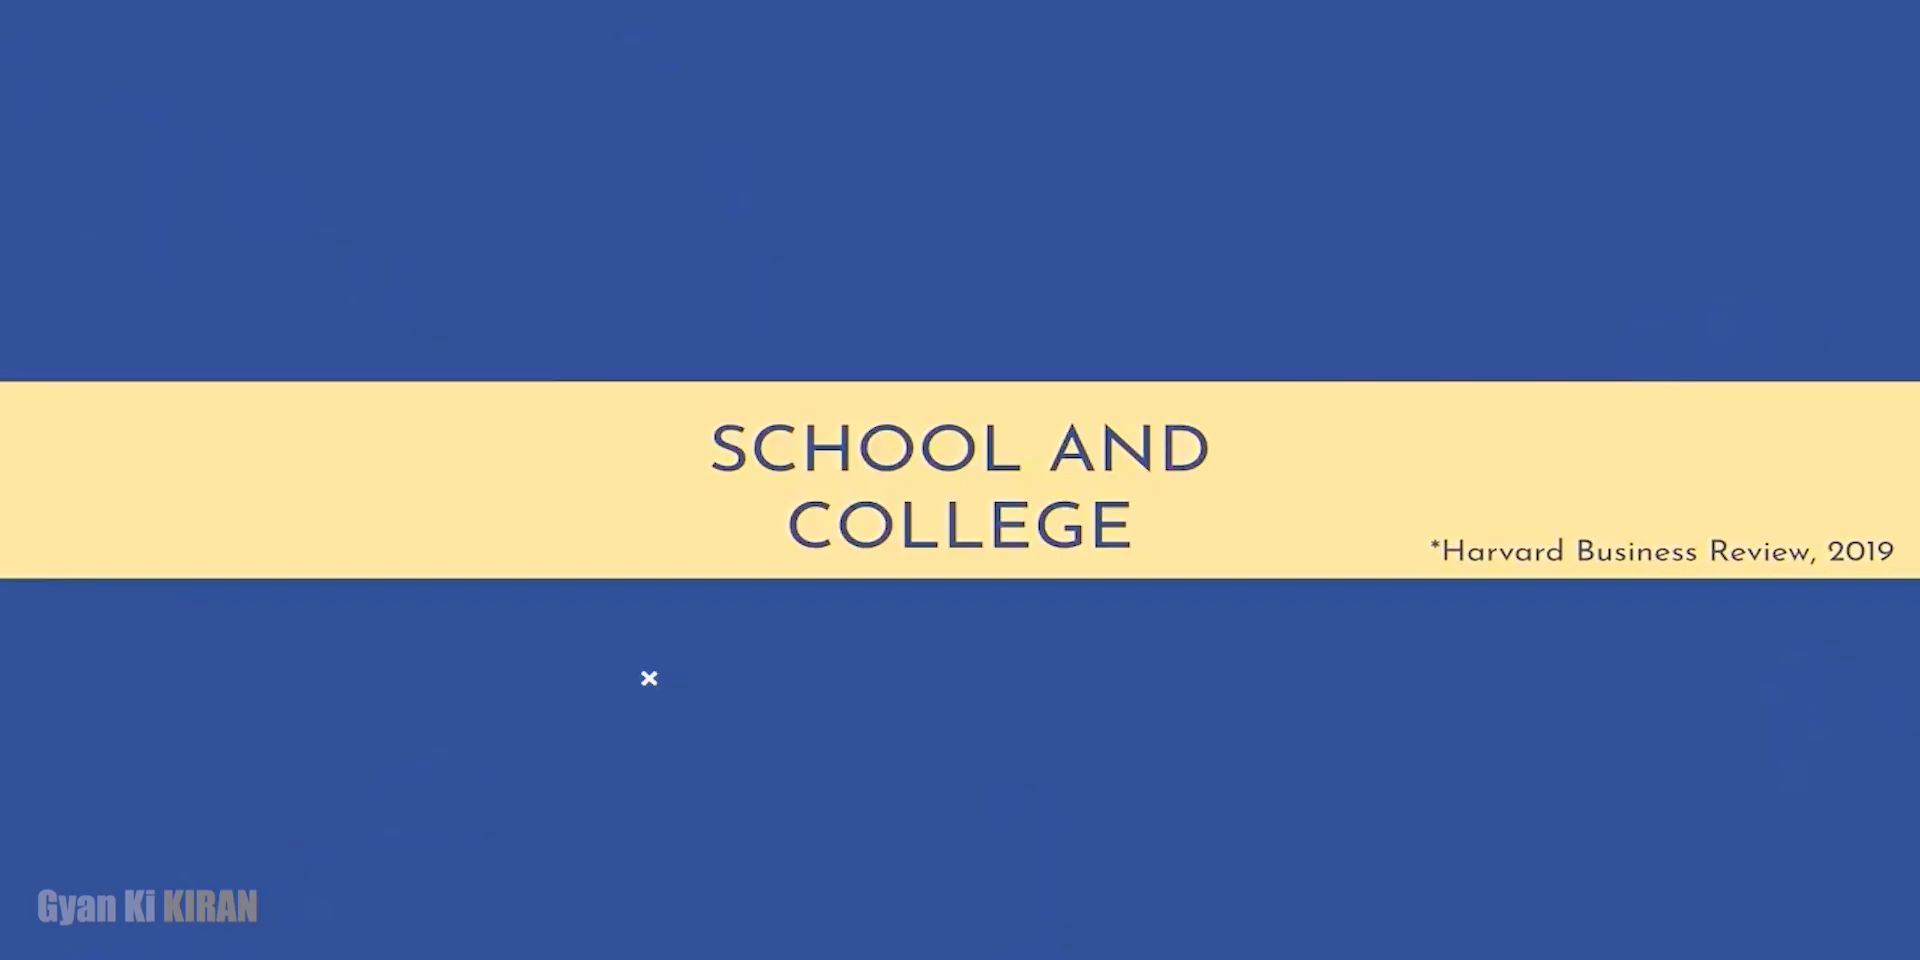 SCHOOL AND
COLLEGE
*Harvard Business Review, 2019
Gyan Ki KIRAN